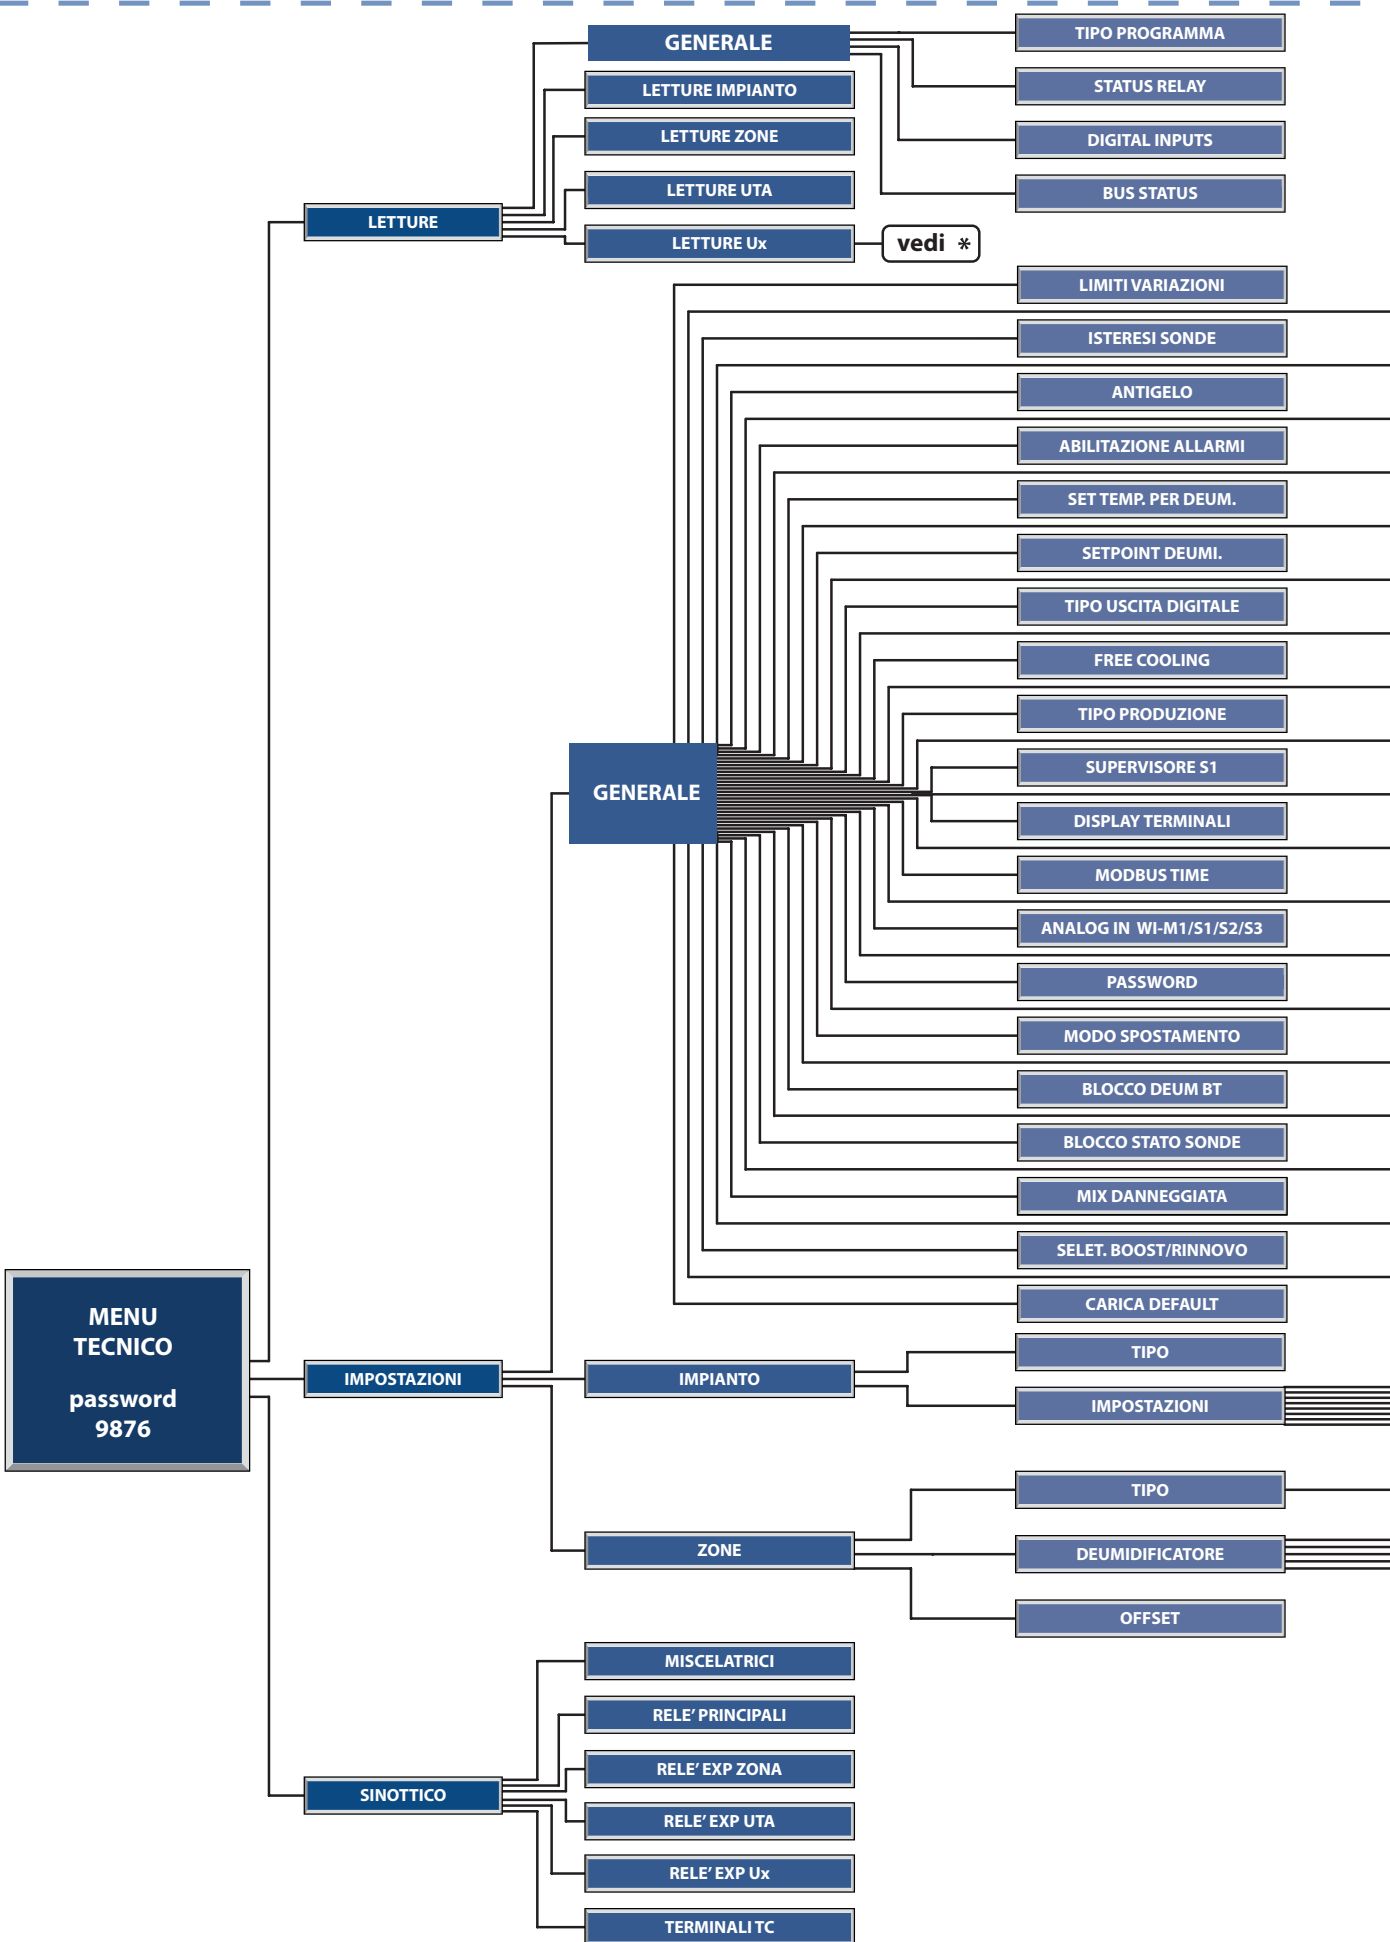 GENERALE
TIPO PROGRAMMA
LETTURE IMPIANTO
STATUS RELAY
LETTURE ZONE
DIGITAL INPUTS
LETTURE UTA
BUS STATUS
LETTURE
LETTURE Ux
vedi *
LIMITI VARIAZIONI
ISTERESI SONDE
ANTIGELO
ABILITAZIONE ALLARMI
SET TEMP. PER DEUM.
SETPOINT DEUMI.
TIPO USCITA DIGITALE
FREE COOLING
TIPO PRODUZIONE
SUPERVISORE S1
GENERALE
DISPLAY TERMINALI
MODBUS TIME
ANALOG IN WI-M1/S1/S2/S3
PASSWORD
MODO SPOSTAMENTO
BLOCCO DEUM BT
BLOCCO STATO SONDE
MIX DANNEGGIATA
SELET. BOOST/RINNOVO
CARICA DEFAULT
MENU
TECNICO
password
9876
IMPOSTAZIONI
IMPIANTO
TIPO
IMPOSTAZIONI
TIPO
ZONE
DEUMIDIFICATORE
OFFSET
MISCELATRICI
RELE' PRINCIPALI
RELE' EXP ZONA
SINOTTICO
RELE' EXP UTA
RELE' EXP Ux
TERMINALI TC